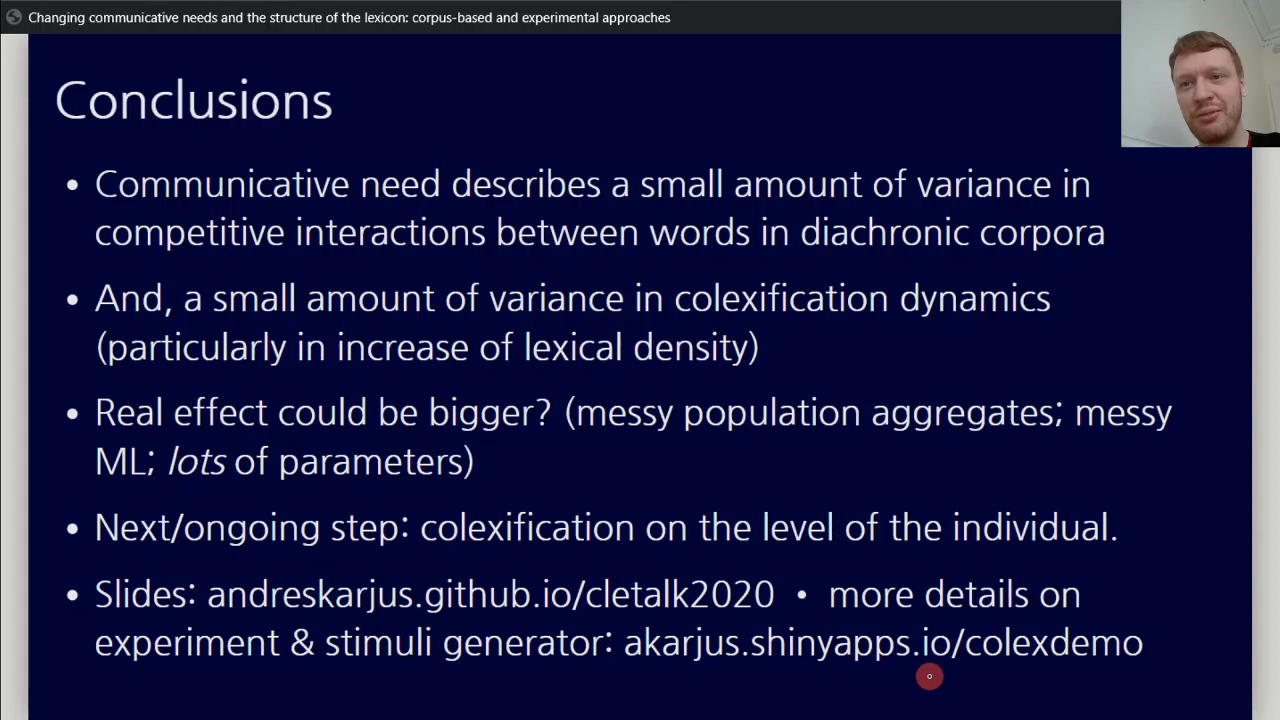 Changing communicative needs and the structure of the lexicon: corpus-based and experimental approaches
Conclusions
• Communicative need describes a small amount of variance in
competitive interactions between words in diachronic corpora
• And, a small amount of variance in colexification dynamics
(particularly in increase of lexical density)
• Real effect could be bigger? (messy population aggregates; messy
ML; lots of parameters)
• Next/ongoing step: colexification on the level of the individual.
• Slides: andreskarjus.github.io/cletalk2020 • more details on
experiment & stimuli generator: akarjus.shinyapps.io/colexdemo